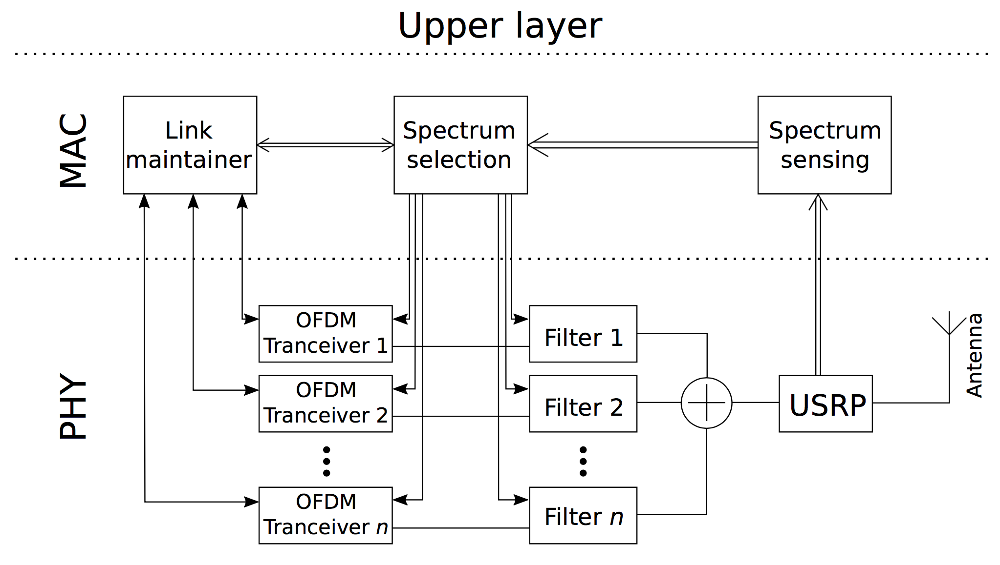 Upper layer
MAC
Link
maintainer
Spectrum
selection
Spectrum
sensing
PHY
OFDM
Tranceiver 1
Filter 1
OFDM
Tranceiver 2
Filter 2
USRP
Antenna
OFDM
Tranceiver n
Filter n